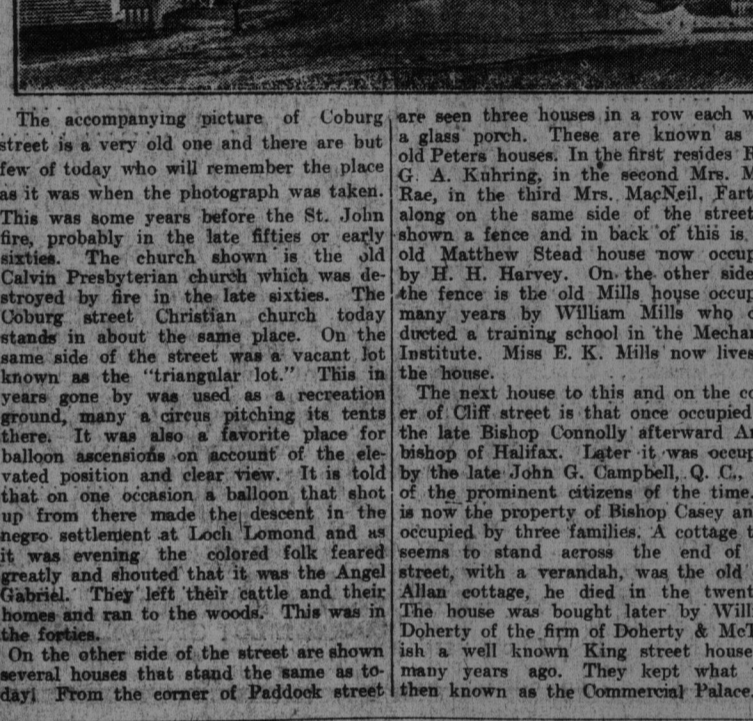 The accompanying picture of Coburg
street is a very old one and there are but
few of today who will remember the place
as it was when the photograph was taken.
This was some years before the St. John
fire, probably in the late fifties or early
sixties. The church shown is the old
Calvin Presbyterian church which was de-
stroyed by fire in the late sixties. The
Coburg street Christian church today
stands in about the same place. On the
same side of the street was a vacant lot
known as the "triangular lot." This in
years gone by was used as a recreation
ground, many a circus pitching its tents
there. It was also a favorite place for
balloon ascensions on account of the ele-
vated position and clear view. It is told
that on one occasion a balloon that shot
up from there made the descent in the
negro settlement at Loch Lomond and as
it was evening the colored folk feared
greatly and shouted that it was the Angel
Gabriel. They left their cattle and their
homes and ran to the woods. This was in
the forties.
On the other side of the street are shown
several houses that stand the same as to-
day. From the corner of Paddock street
are seen three houses in a row each w
a glass porch. These are known as
old Peters houses. In the first resides
G. A. Kuhring, in the second Mrs. M
Rae, in the third Mrs. MacNeil. Fart
along on the same side of the street
shown a fence and in back of this is
old Matthew Stead house now occup
by H. H. Harvey. On the other side
the fence is the old Mills house occup
many years by William Mills who c
ducted a training school in the Mechan
Institute. Miss E. K. Mills now lives
the house.
The next house to this and on the co
er of Cliff street is that once occupied
the late Bishop Connolly afterward Ar
bishop of Halifax. Later it was occup
by the late John G. Campbell, Q. C.,
of the prominent citizens of the time.
is now the property of Bishop Casey an
occupied by three families. A cottage t
seems to stand across the end of
street, with a verandah, was the old
Allan cottage, he died in the twent
The house was bought later by Will
Doherty of the firm of Doherty & McT
ish a well known King street house
many years ago. They kept what
then known as the Commercial Palace.